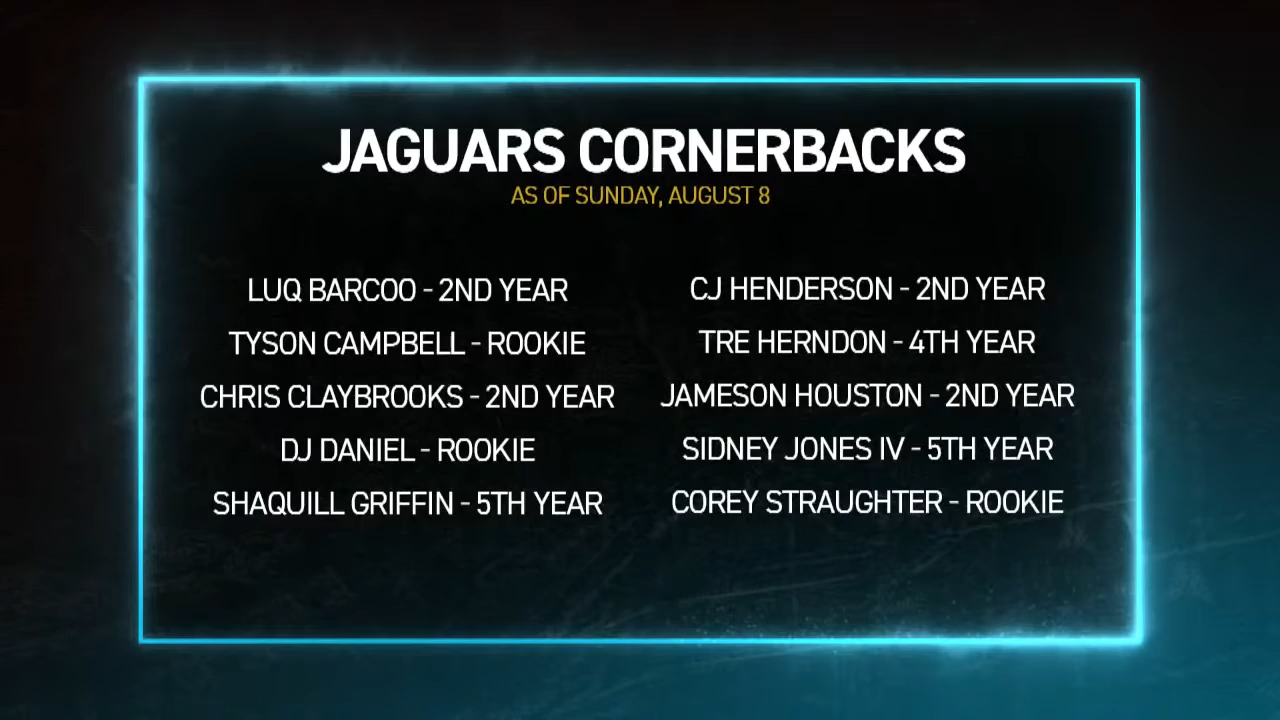 JAGUARS CORNERBACKS
AS OF SUNDAY, AUGUST 8
LUQ BARCOO - 2ND YEAR
TYSON CAMPBELL - ROOKIE
CHRIS CLAYBROOKS - 2ND YEAR
DJ DANIEL - ROOKIE
SHAQUILL GRIFFIN - 5TH YEAR
CJ HENDERSON - 2ND YEAR
TRE HERNDON - 4TH YEAR
JAMESON HOUSTON - 2ND YEAR
SIDNEY JONES IV - 5TH YEAR
COREY STRAUGHTER - ROOKIE